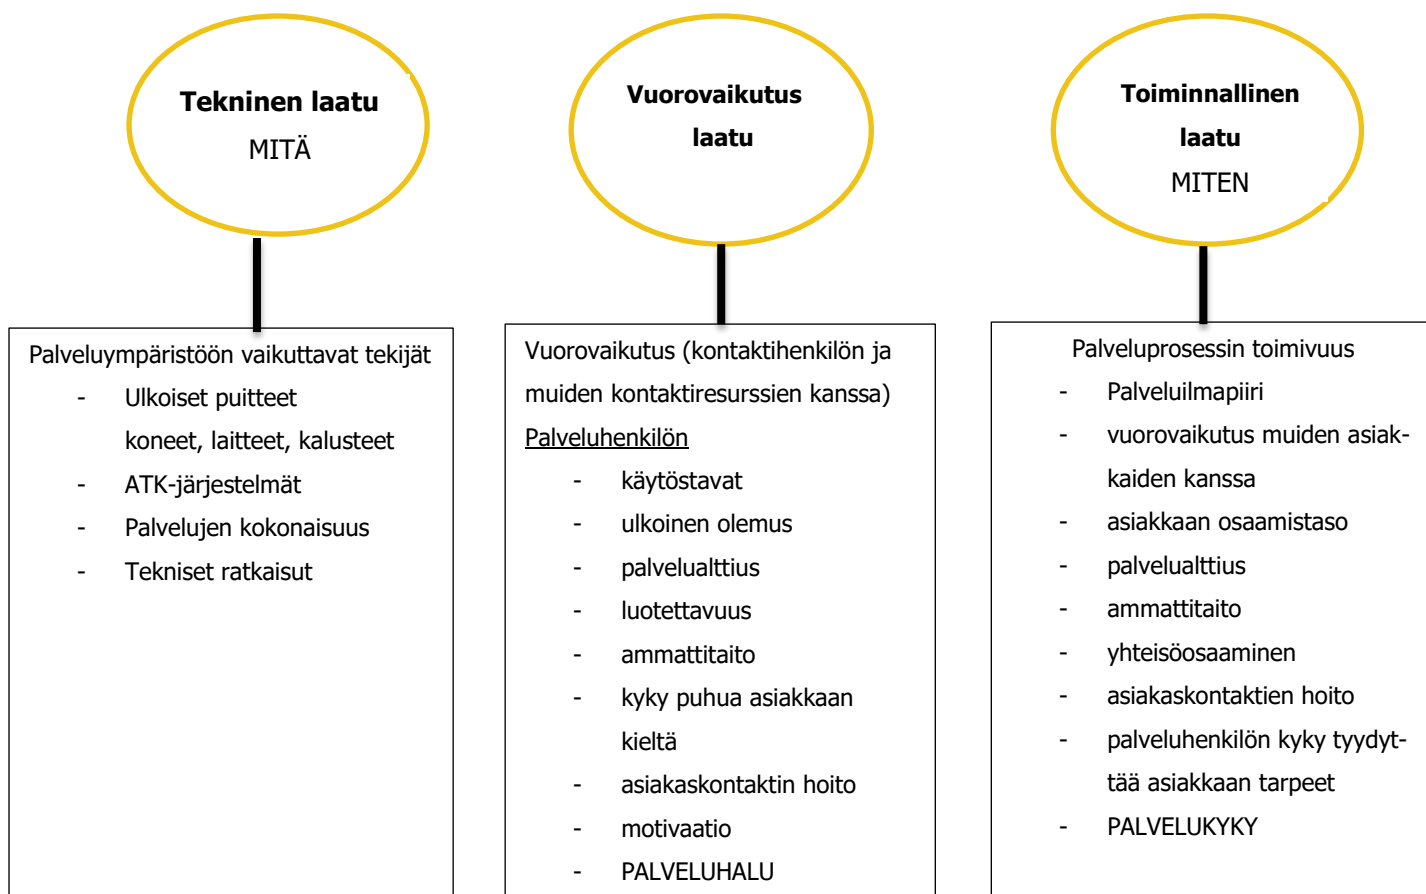 Tekninen laatu
MITÄ
Palveluympäristöön vaikuttavat tekijät
- Ulkoiset puitteet
koneet, laitteet, kalusteet
- ATK-järjestelmät
- Palvelujen kokonaisuus
- Tekniset ratkaisut
Vuorovaikutus
laatu
Vuorovaikutus (kontaktihenkilön ja
muiden kontaktiresurssien kanssa)
Palveluhenkilön
- käytöstavat
- ulkoinen olemus
- palvelualttius
- luotettavuus
- ammattitaito
- kyky puhua asiakkaan
kieltä
- asiakaskontaktin hoito
- motivaatio
- PALVELUHALU
Toiminnallinen
laatu
MITEN
Palveluprosessin toimivuus
- Palveluilmapiiri
- vuorovaikutus muiden asiak-
kaiden kanssa
- asiakkaan osaamistaso
- palvelualttius
- ammattitaito
- yhteisöosaaminen
- asiakaskontaktien hoito
- palveluhenkilön kyky tyydyt-
tää asiakkaan tarpeet
- PALVELUKYKY